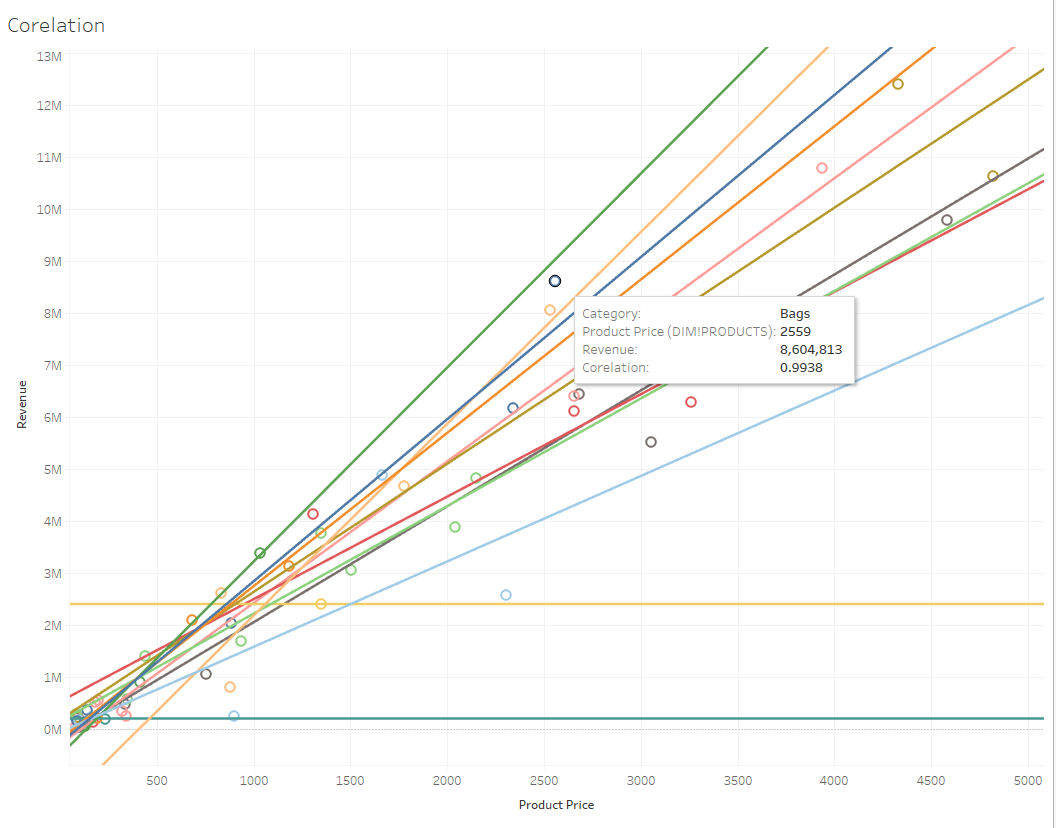 Corelation
13M
12M
11M
10M
9M
8M
7M
6M
5M
4M
3M
2M
1M
0M
Revenue
Category: Bags
Product Price (DIM!PRODUCTS): 2559
Revenue: 8,604,813
Corelation: 0.9938
500 1000 1500 2000 2500 3000 3500 4000 4500 5000
Product Price